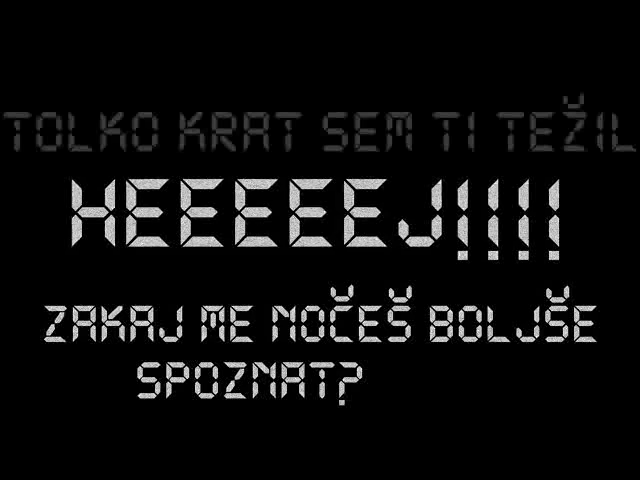 TOLKO KRAT SEM TI TEŽIL
HEEEEEJ!!!!
ZAKAJ ME NOČEŠ BOLJŠE
SPOZNAT?